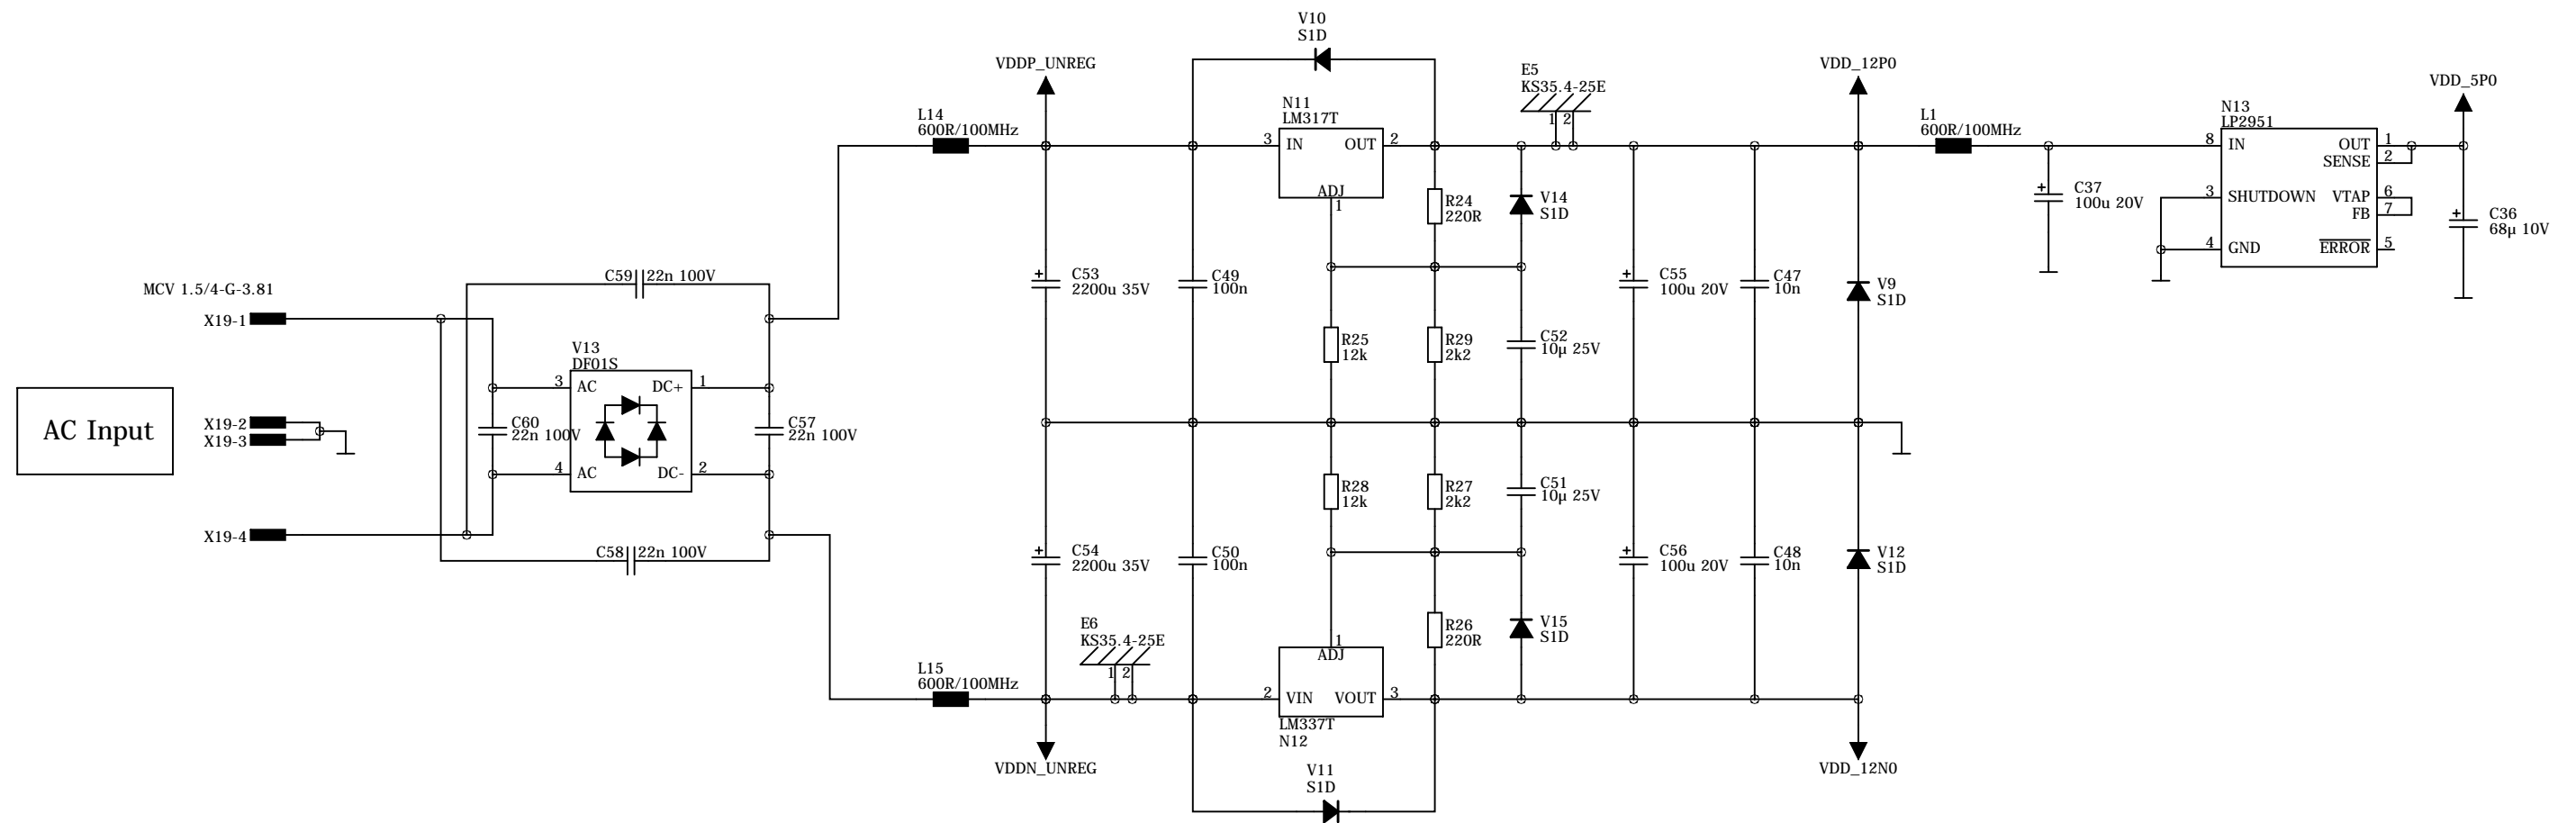 AC Input
MCV 1.5/4-G-3.81
X19-1
X19-2
X19-3
X19-4
C59 22n 100V
V13
DF01S
3 AC DC+ 1
4 AC DC- 2
C60
22n 100V
C57
22n 100V
C58 22n 100V
L14
600R/100MHz
L15
600R/100MHz
VDDP_UNREG
C53
2200u 35V
C54
2200u 35V
VDDN_UNREG
E6
KS35.4-25E
1 2
C49
100n
C50
100n
V10
S1D
N11
LM317T
3 IN OUT 2
ADJ
1
R25
12k
R28
12k
1
ADJ
2 VIN VOUT 3
LM337T
N12
V11
S1D
R24
220R
R29
2k2
R27
2k2
R26
220R
E5
KS35.4-25E
1 2
V14
S1D
C52
10µ 25V
C51
10µ 25V
V15
S1D
C55
100u 20V
C56
100u 20V
C47
10n
C48
10n
VDD_12P0
V9
S1D
V12
S1D
VDD_12N0
L1
600R/100MHz
C37
100u 20V
N13
LP2951
8 IN OUT 1
SENSE 2
3 SHUTDOWN VTAP 6
FB 7
4 GND ERROR 5
VDD_5P0
C36
68µ 10V